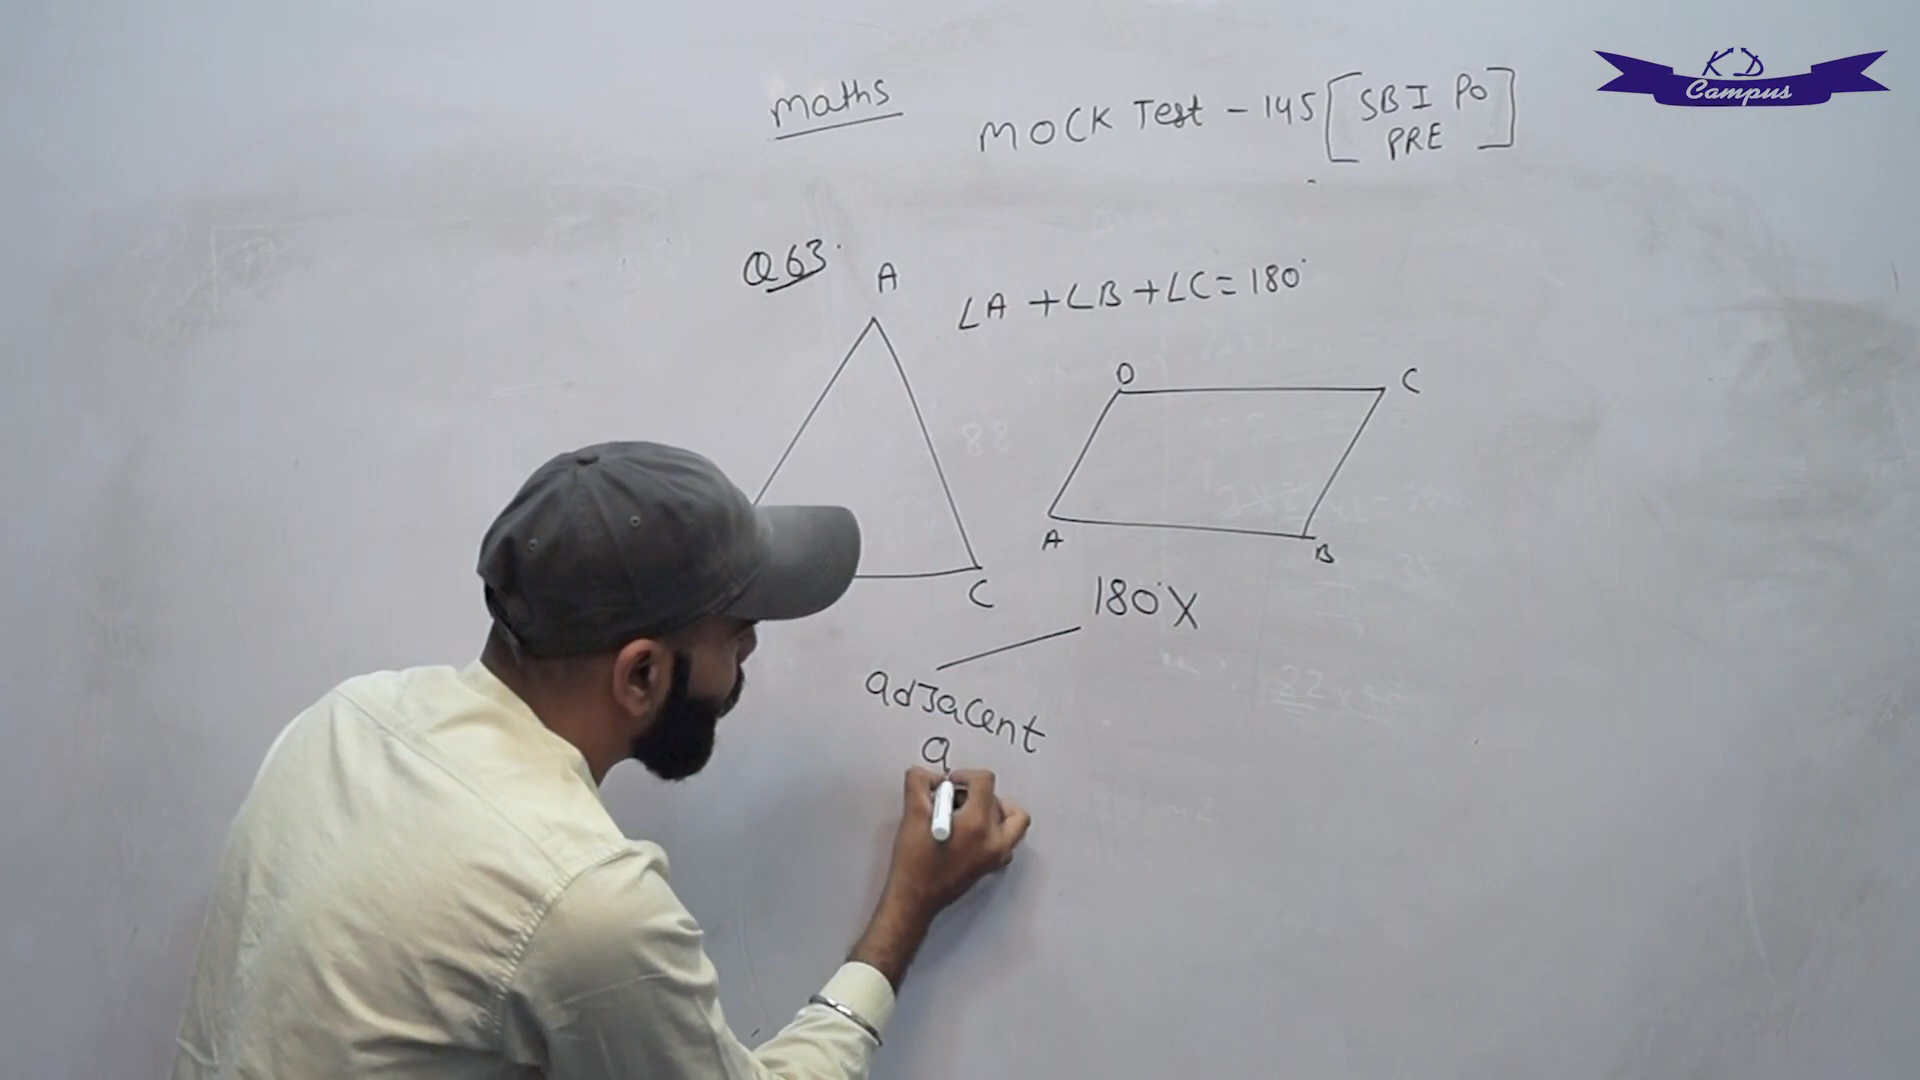 KD
Campus
maths
MOCK Test - 145 [SBI PO PRE]
Q63.
A
∠A + ∠B + ∠C = 180°
D
C
A
B
C
180° X
adjacent
a